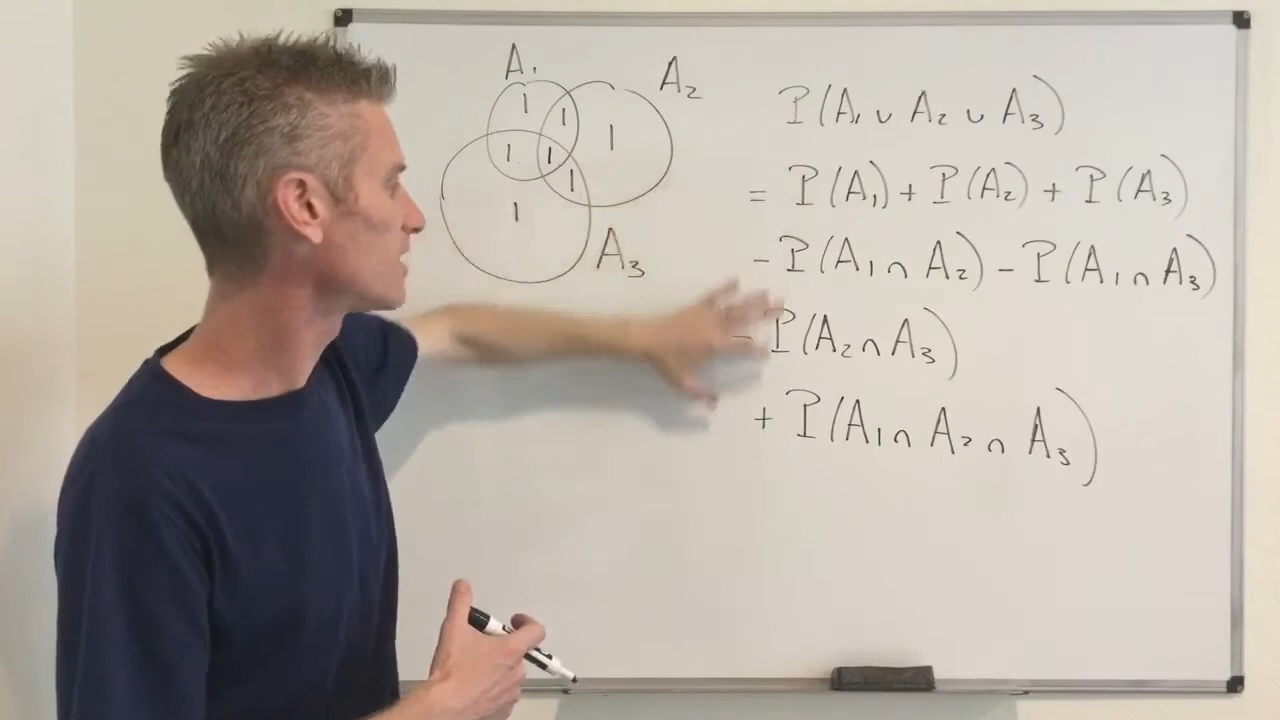 A₁
A₂
1 1 1
1 1 1
1
A₃
P(A₁ ∪ A₂ ∪ A₃)
= P(A₁) + P(A₂) + P(A₃)
- P(A₁ ∩ A₂) - P(A₁ ∩ A₃)
- P(A₂ ∩ A₃)
+ P(A₁ ∩ A₂ ∩ A₃)